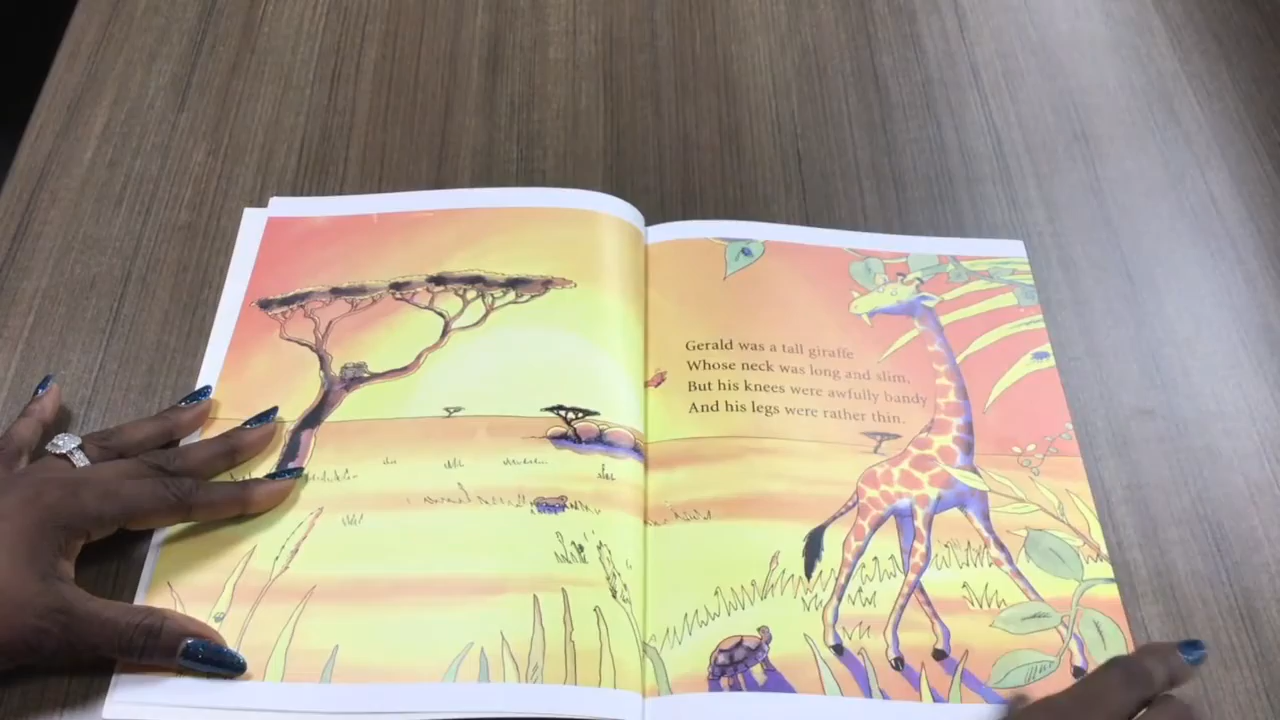 Gerald was a tall giraffe
Whose neck was long and slim,
But his knees were awfully bandy
And his legs were rather thin.